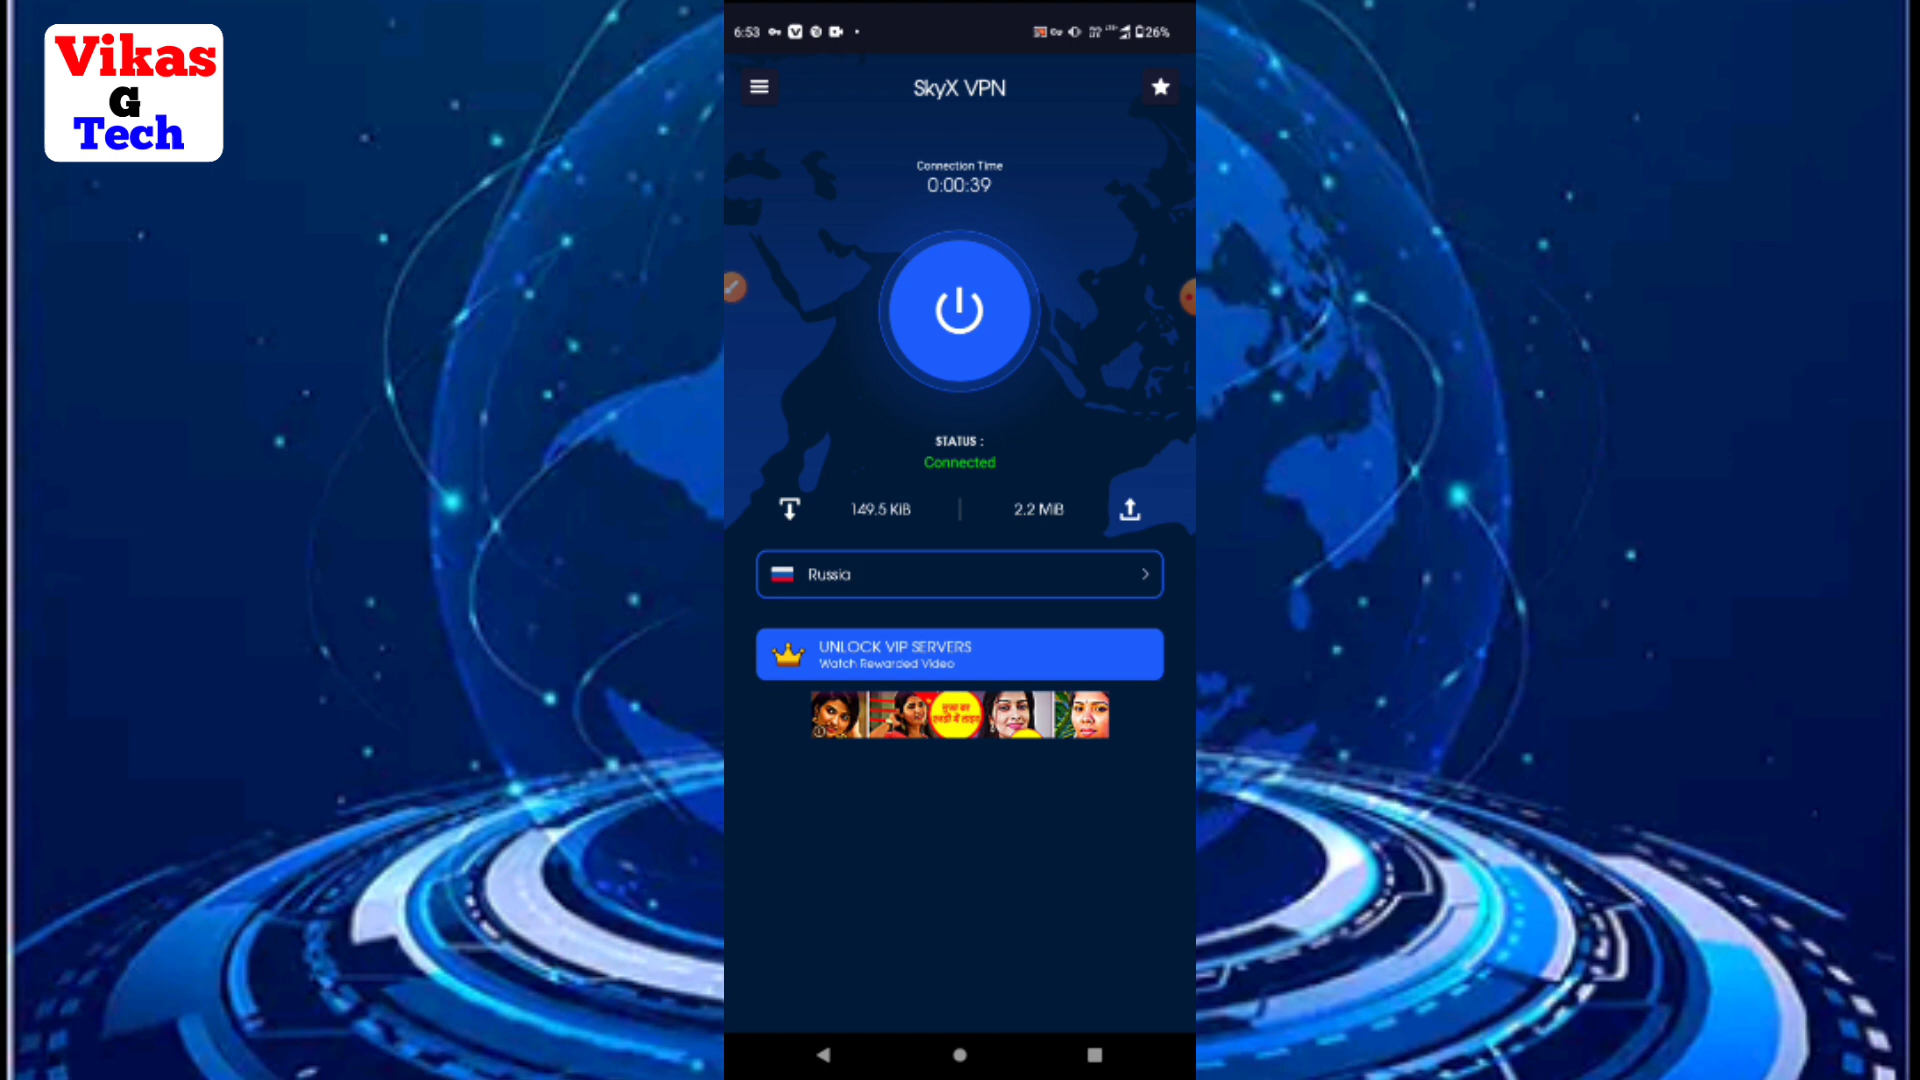 Vikas
G
Tech
6:53
26%
SkyX VPN
Connection Time
0:00:39
STATUS :
Connected
149.5 KiB
2.2 MiB
Russia
UNLOCK VIP SERVERS
Watch Rewarded Video